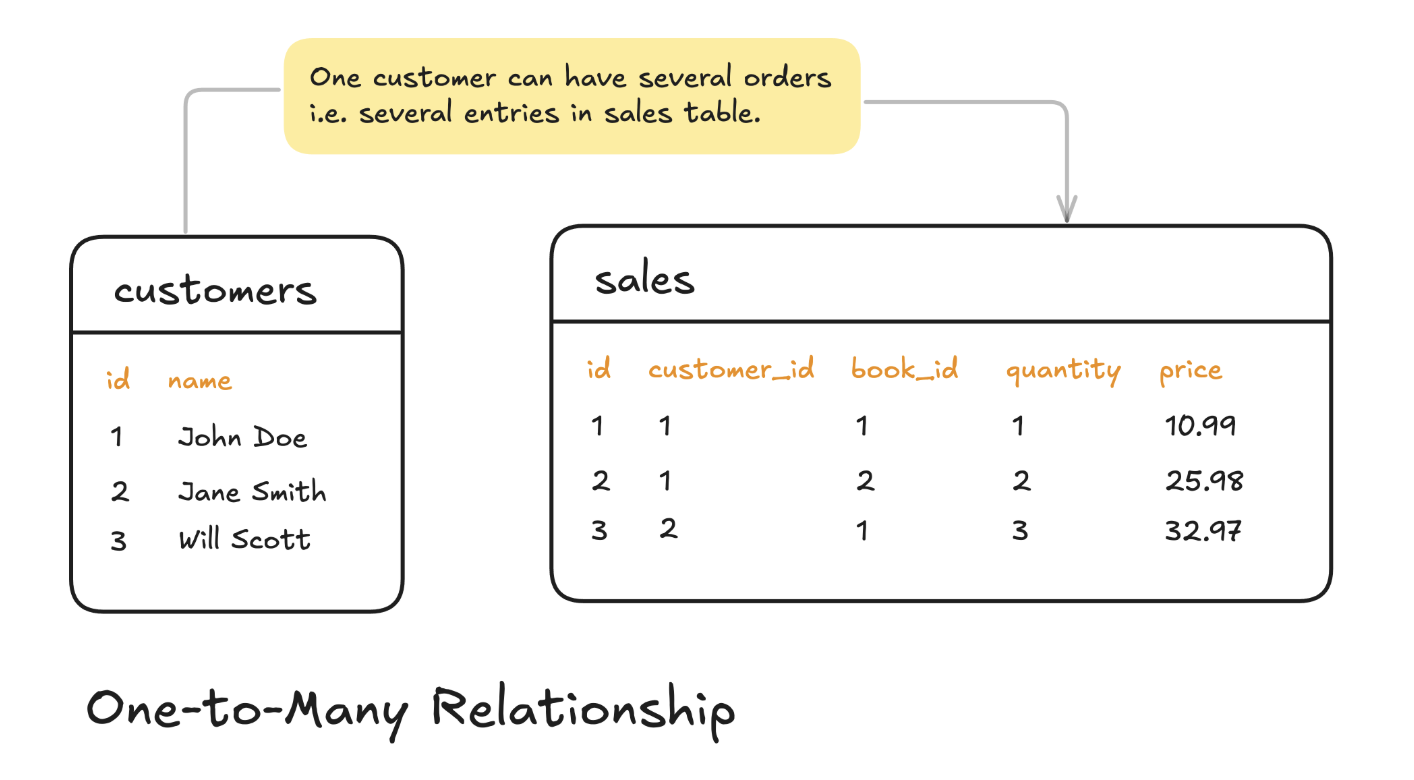 One customer can have several orders
i.e. several entries in sales table.
customers
id name
1 John Doe
2 Jane Smith
3 Will Scott
sales
id customer_id book_id quantity price
1 1 1 1 10.99
2 1 2 2 25.98
3 2 1 3 32.97
One-to-Many Relationship